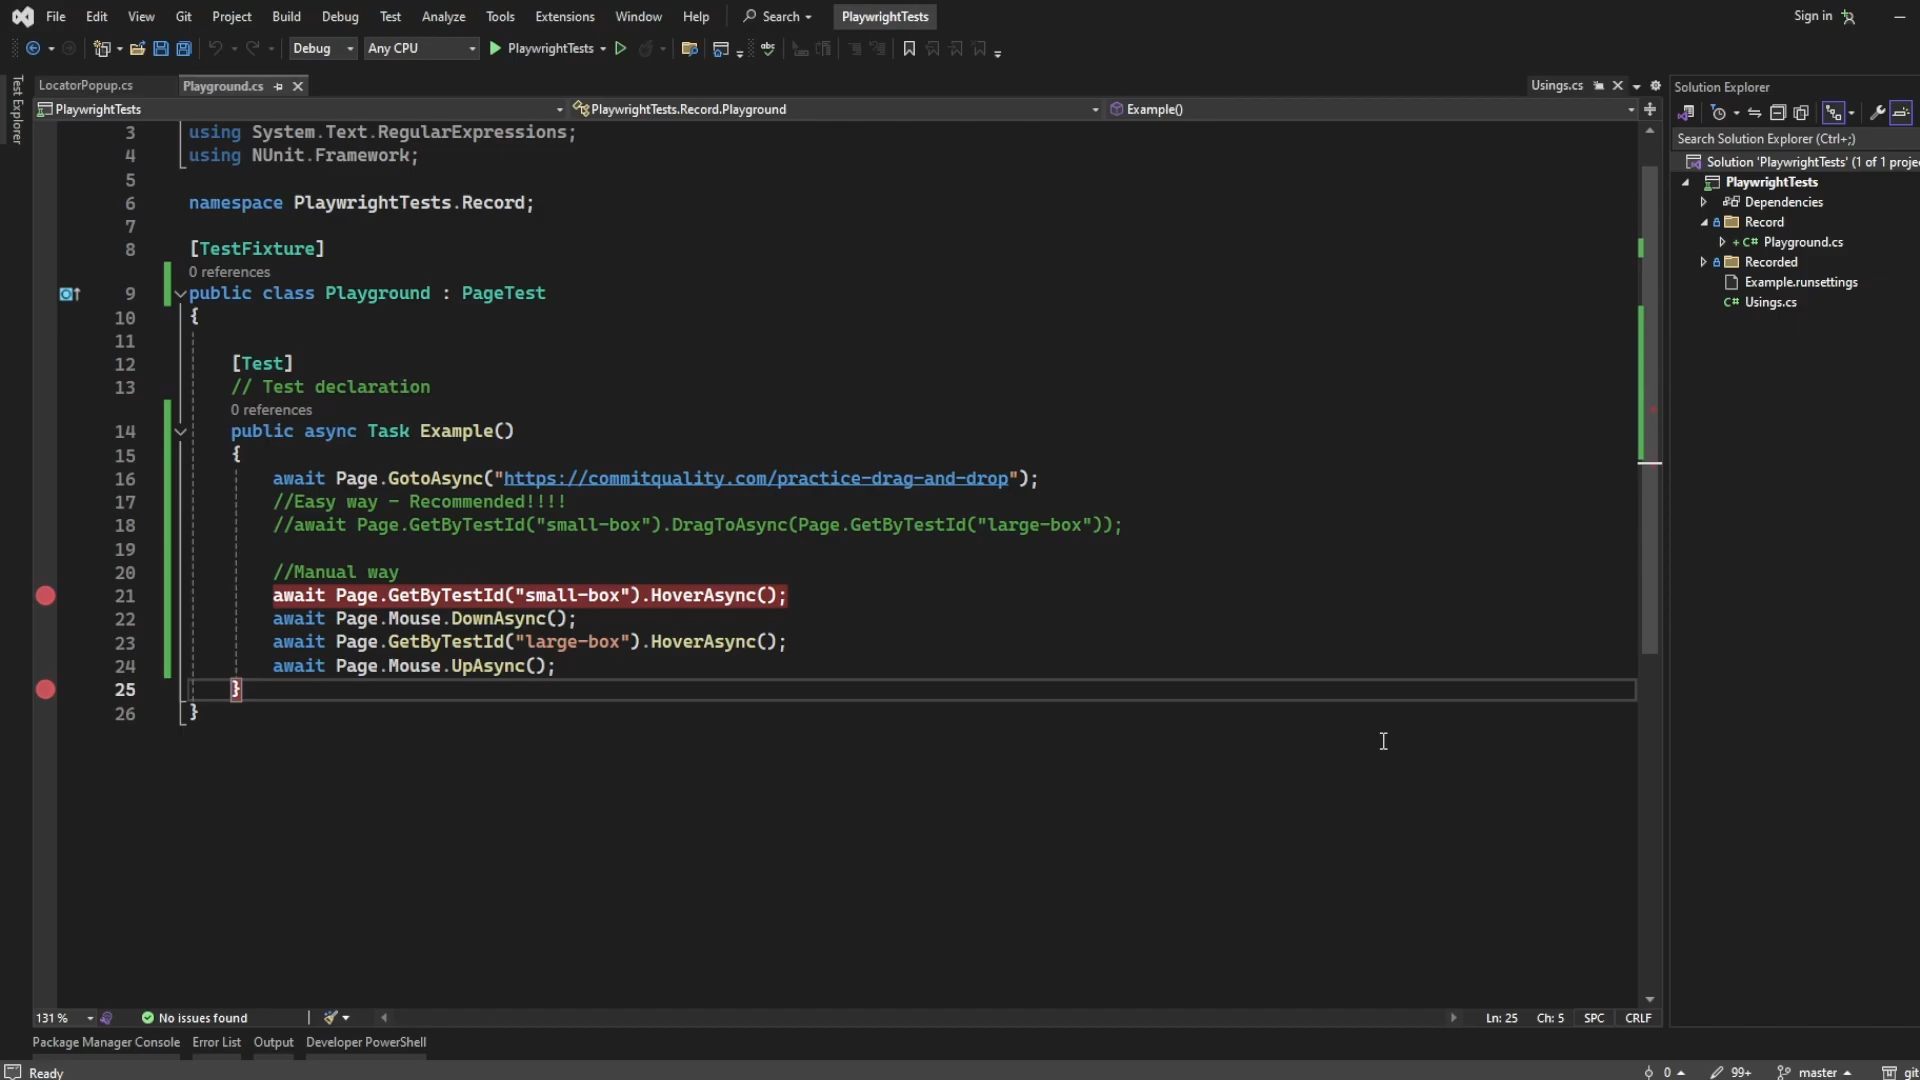 File Edit View Git Project Build Debug Test Analyze Tools Extensions Window Help Search PlaywrightTests Sign in
Debug Any CPU PlaywrightTests
Test Explorer
LocatorPopup.cs Playground.cs Usings.cs
PlaywrightTests PlaywrightTests.Record.Playground Example()
3 using System.Text.RegularExpressions;
4 using NUnit.Framework;
5
6 namespace PlaywrightTests.Record;
7
8 [TestFixture]
0 references
9 public class Playground : PageTest
10 {
11
12 [Test]
13 // Test declaration
0 references
14 public async Task Example()
15 {
16 await Page.GotoAsync("https://commitquality.com/practice-drag-and-drop");
17 //Easy way - Recommended!!!!
18 //await Page.GetByTestId("small-box").DragToAsync(Page.GetByTestId("large-box"));
19
20 //Manual way
21 await Page.GetByTestId("small-box").HoverAsync();
22 await Page.Mouse.DownAsync();
23 await Page.GetByTestId("large-box").HoverAsync();
24 await Page.Mouse.UpAsync();
25 }
26 }
131 % No issues found Ln: 25 Ch: 5 SPC CRLF
Package Manager Console Error List Output Developer PowerShell
Ready 0 99+ master git
Solution Explorer
Search Solution Explorer (Ctrl+;)
Solution 'PlaywrightTests' (1 of 1 proje
PlaywrightTests
Dependencies
Record
+ C# Playground.cs
Recorded
Example.runsettings
C# Usings.cs